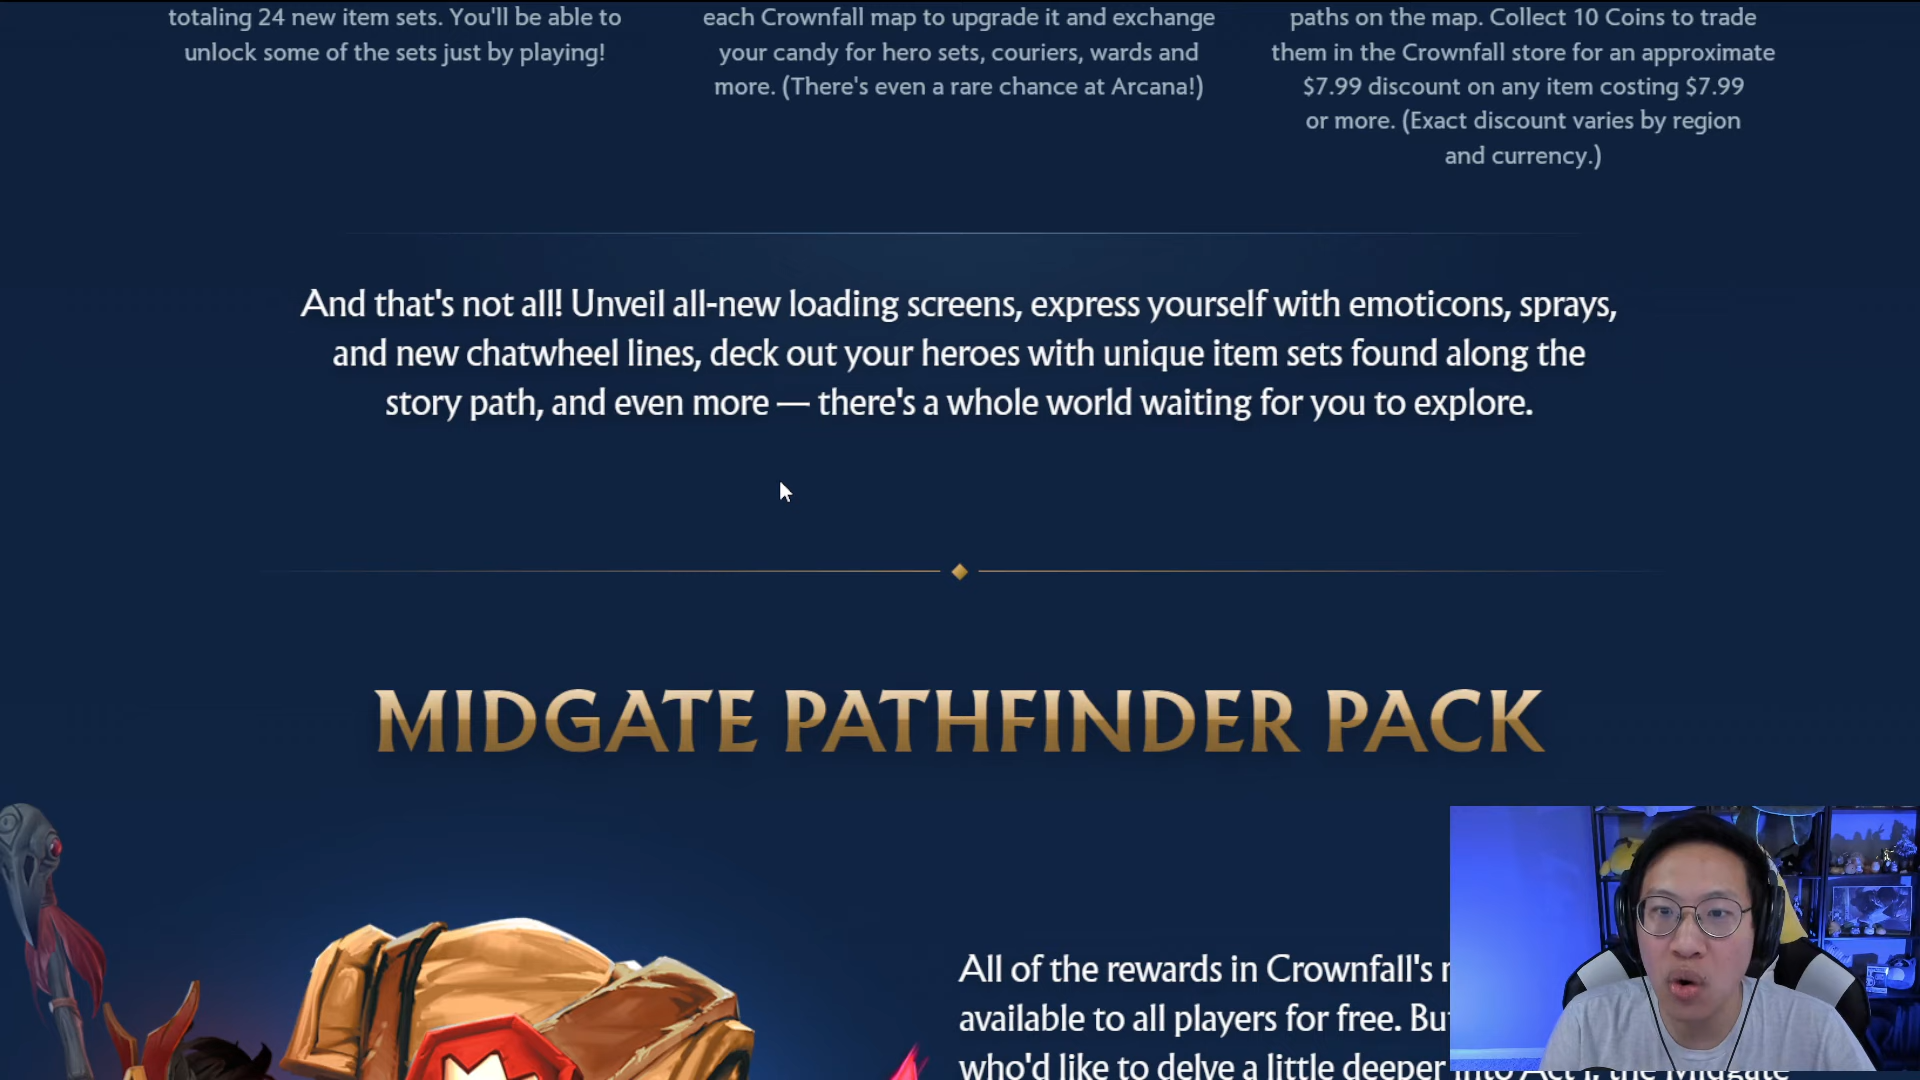 totaling 24 new item sets. You'll be able to
unlock some of the sets just by playing!
each Crownfall map to upgrade it and exchange
your candy for hero sets, couriers, wards and
more. (There's even a rare chance at Arcana!)
paths on the map. Collect 10 Coins to trade
them in the Crownfall store for an approximate
$7.99 discount on any item costing $7.99
or more. (Exact discount varies by region
and currency.)
And that's not all! Unveil all-new loading screens, express yourself with emoticons, sprays,
and new chatwheel lines, deck out your heroes with unique item sets found along the
story path, and even more — there's a whole world waiting for you to explore.
MIDGATE PATHFINDER PACK
All of the rewards in Crownfall's
available to all players for free.
who'd like to delve a little deeper into Act I, the Midgate